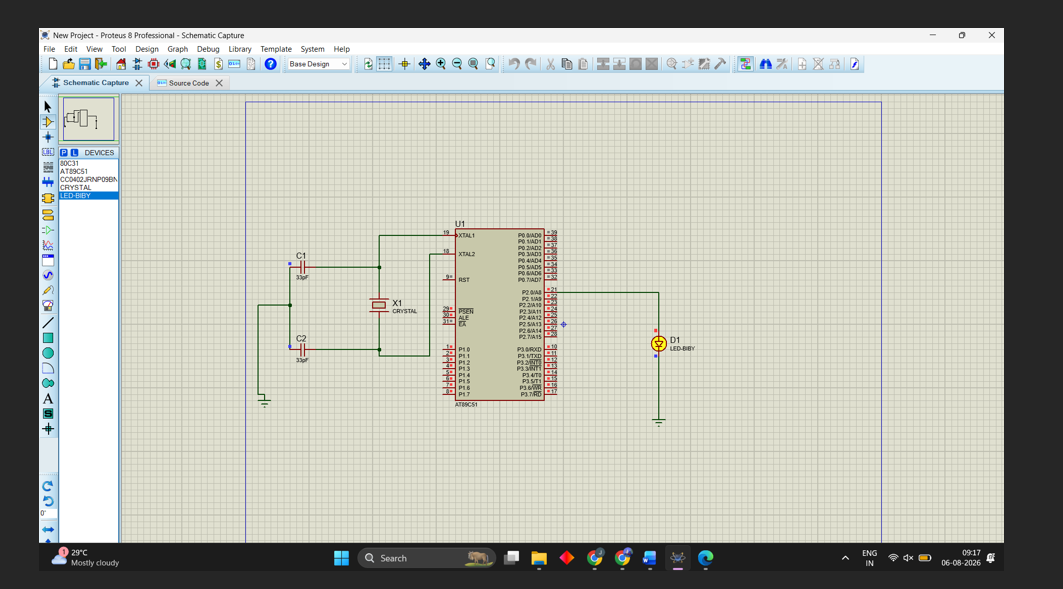 New Project - Proteus 8 Professional - Schematic Capture
File Edit View Tool Design Graph Debug Library Template System Help
Base Design
Schematic Capture
Source Code
P L DEVICES
80C31
AT89C51
CC0402JRNP09BN
CRYSTAL
LED-BIBY
LBL
A
S
0°
U1
19 XTAL1
18 XTAL2
9 RST
29 PSEN
30 ALE
31 EA
1 P1.0
2 P1.1
3 P1.2
4 P1.3
5 P1.4
6 P1.5
7 P1.6
8 P1.7
P0.0/AD0 39
P0.1/AD1 38
P0.2/AD2 37
P0.3/AD3 36
P0.4/AD4 35
P0.5/AD5 34
P0.6/AD6 33
P0.7/AD7 32
P2.0/A8 21
P2.1/A9 22
P2.2/A10 23
P2.3/A11 24
P2.4/A12 25
P2.5/A13 26
P2.6/A14 27
P2.7/A15 28
P3.0/RXD 10
P3.1/TXD 11
P3.2/INT0 12
P3.3/INT1 13
P3.4/T0 14
P3.5/T1 15
P3.6/WR 16
P3.7/RD 17
AT89C51
C1
33pF
C2
33pF
X1
CRYSTAL
D1
LED-BIBY
1
29°C
Mostly cloudy
Search
ENG
IN
09:17
06-08-2026